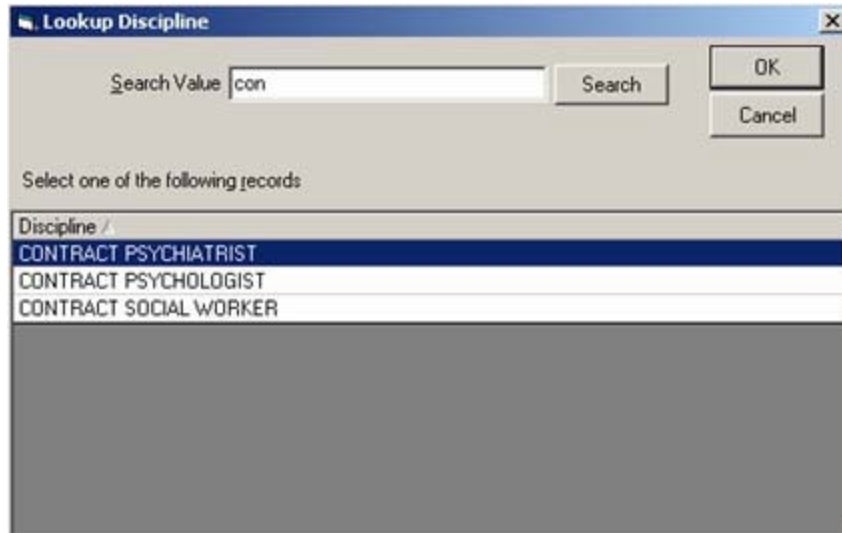 Lookup Discipline
Search Value con Search
OK
Cancel
Select one of the following records
Discipline
CONTRACT PSYCHIATRIST
CONTRACT PSYCHOLOGIST
CONTRACT SOCIAL WORKER